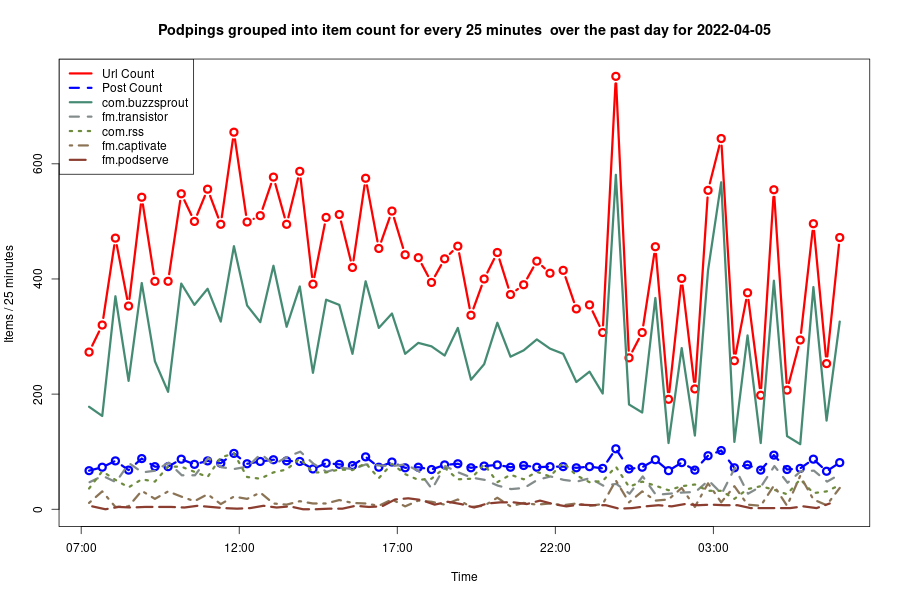 Podpings grouped into item count for every 25 minutes  over the past day for 2022-04-05
Url Count
Post Count
com.buzzsprout
fm.transistor
com.rss
fm.captivate
fm.podserve
Items / 25 minutes
600
400
200
0
07:00 12:00 17:00 22:00 03:00
Time